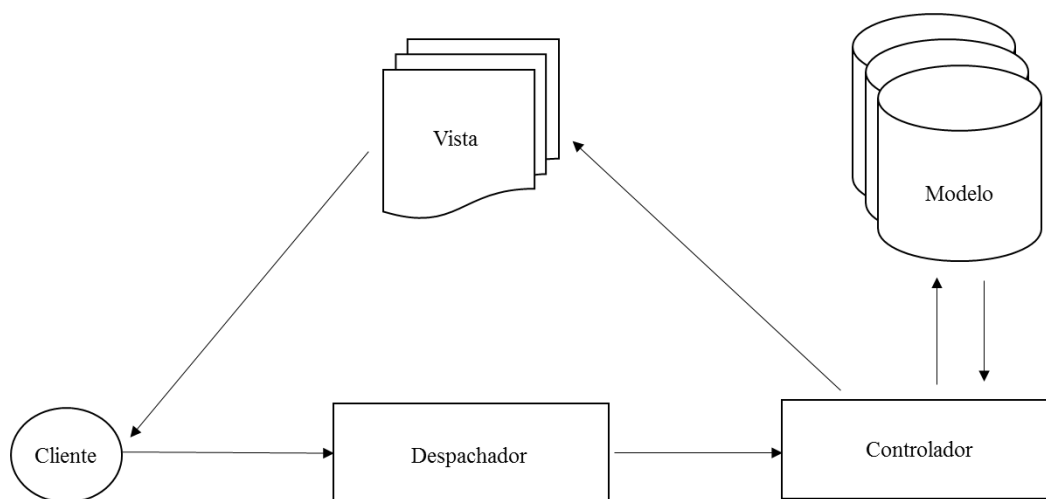 Vista
Modelo
Cliente
Despachador
Controlador